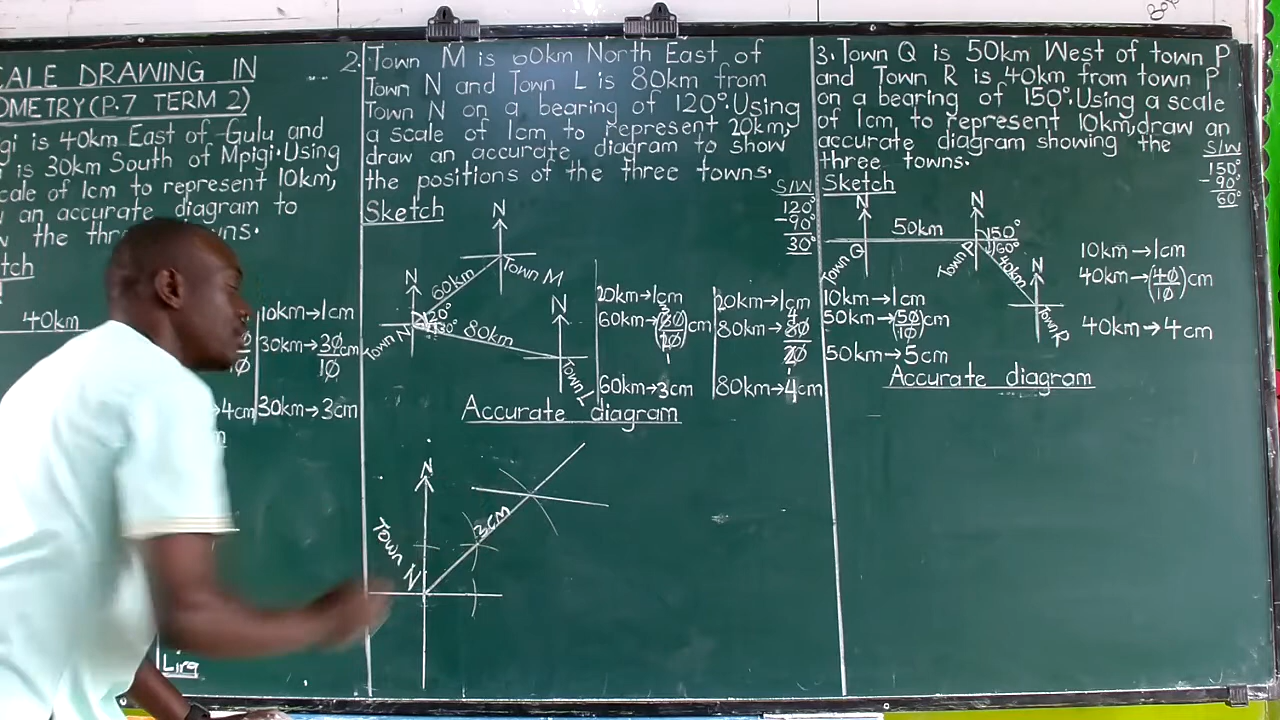 CALE DRAWING IN
OMETRY(P.7 TERM 2)
gi is 40km East of Gulu and
i is 30km South of Mpigi. Using
cale of 1cm to represent 10km,
an accurate diagram to
the thr
ns.
tch
40km
10km→1cm
30km→30/10cm
→4cm
30km→3cm
Lira
2. Town M is 60km North East of
Town N and Town L is 80km from
Town N on a bearing of 120°. Using
a scale of 1cm to represent 20km,
draw an accurate diagram to show
the positions of the three towns.
Sketch
S/W
120°
-90°
30°
N
N
N
60km
Town M
120°
30°
80km
Town N
Town L
20km→1cm
60km→(60/20)cm
3
1
60km→3cm
20km→1cm
80km→80/20
4
1
80km→4cm
Accurate diagram
N
3cm
Town N
3. Town Q is 50km West of town P
and Town R is 40km from town P
on a bearing of 150°. Using a scale
of 1cm to represent 10km, draw an
accurate diagram showing the
three towns.
Sketch
S/W
150°
-90°
60°
N
N
N
50km
150°
60°
40km
Town Q
Town P
Town P
10km→1cm
50km→(50/10)cm
50km→5cm
10km→1cm
40km→(40/10)cm
40km→4cm
Accurate diagram